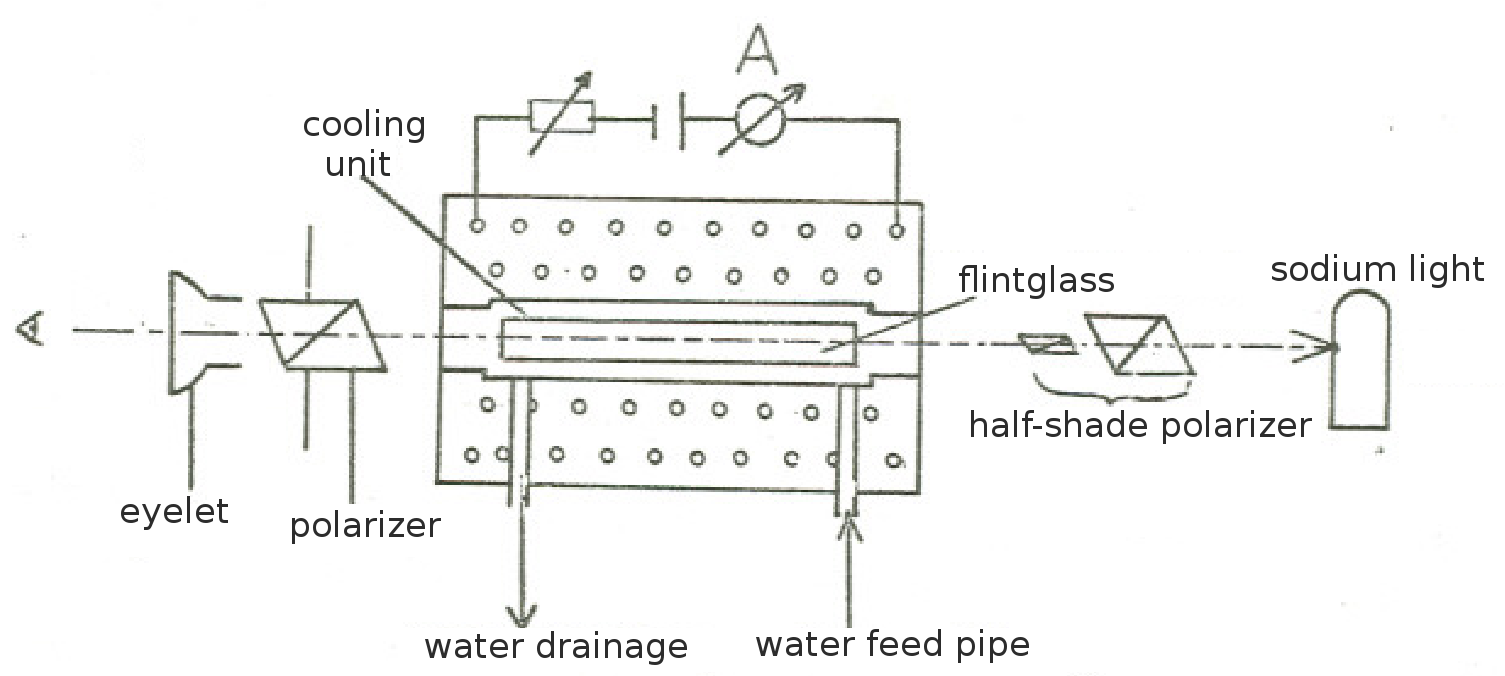 A
cooling
unit
flintglass
sodium light
half-shade polarizer
eyelet
polarizer
water drainage
water feed pipe